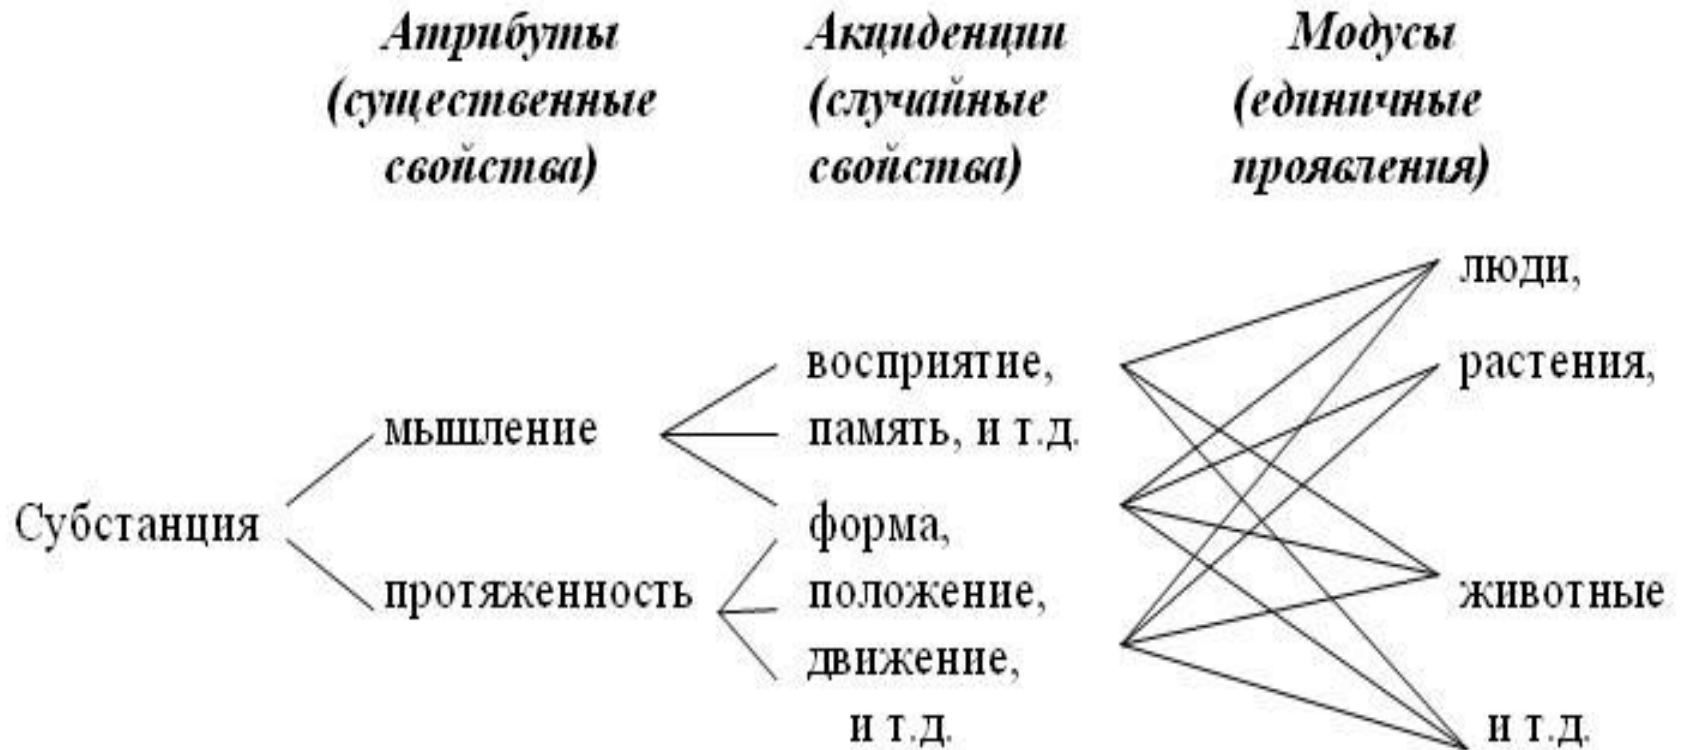 Атрибуты
(существенные
свойства)
Акциденции
(случайные
свойства)
Модусы
(единичные
проявления)
Субстанция
мышление
протяженность
восприятие,
память, и т.д.
форма,
положение,
движение,
и т.д.
люди,
растения,
животные
и т.д.